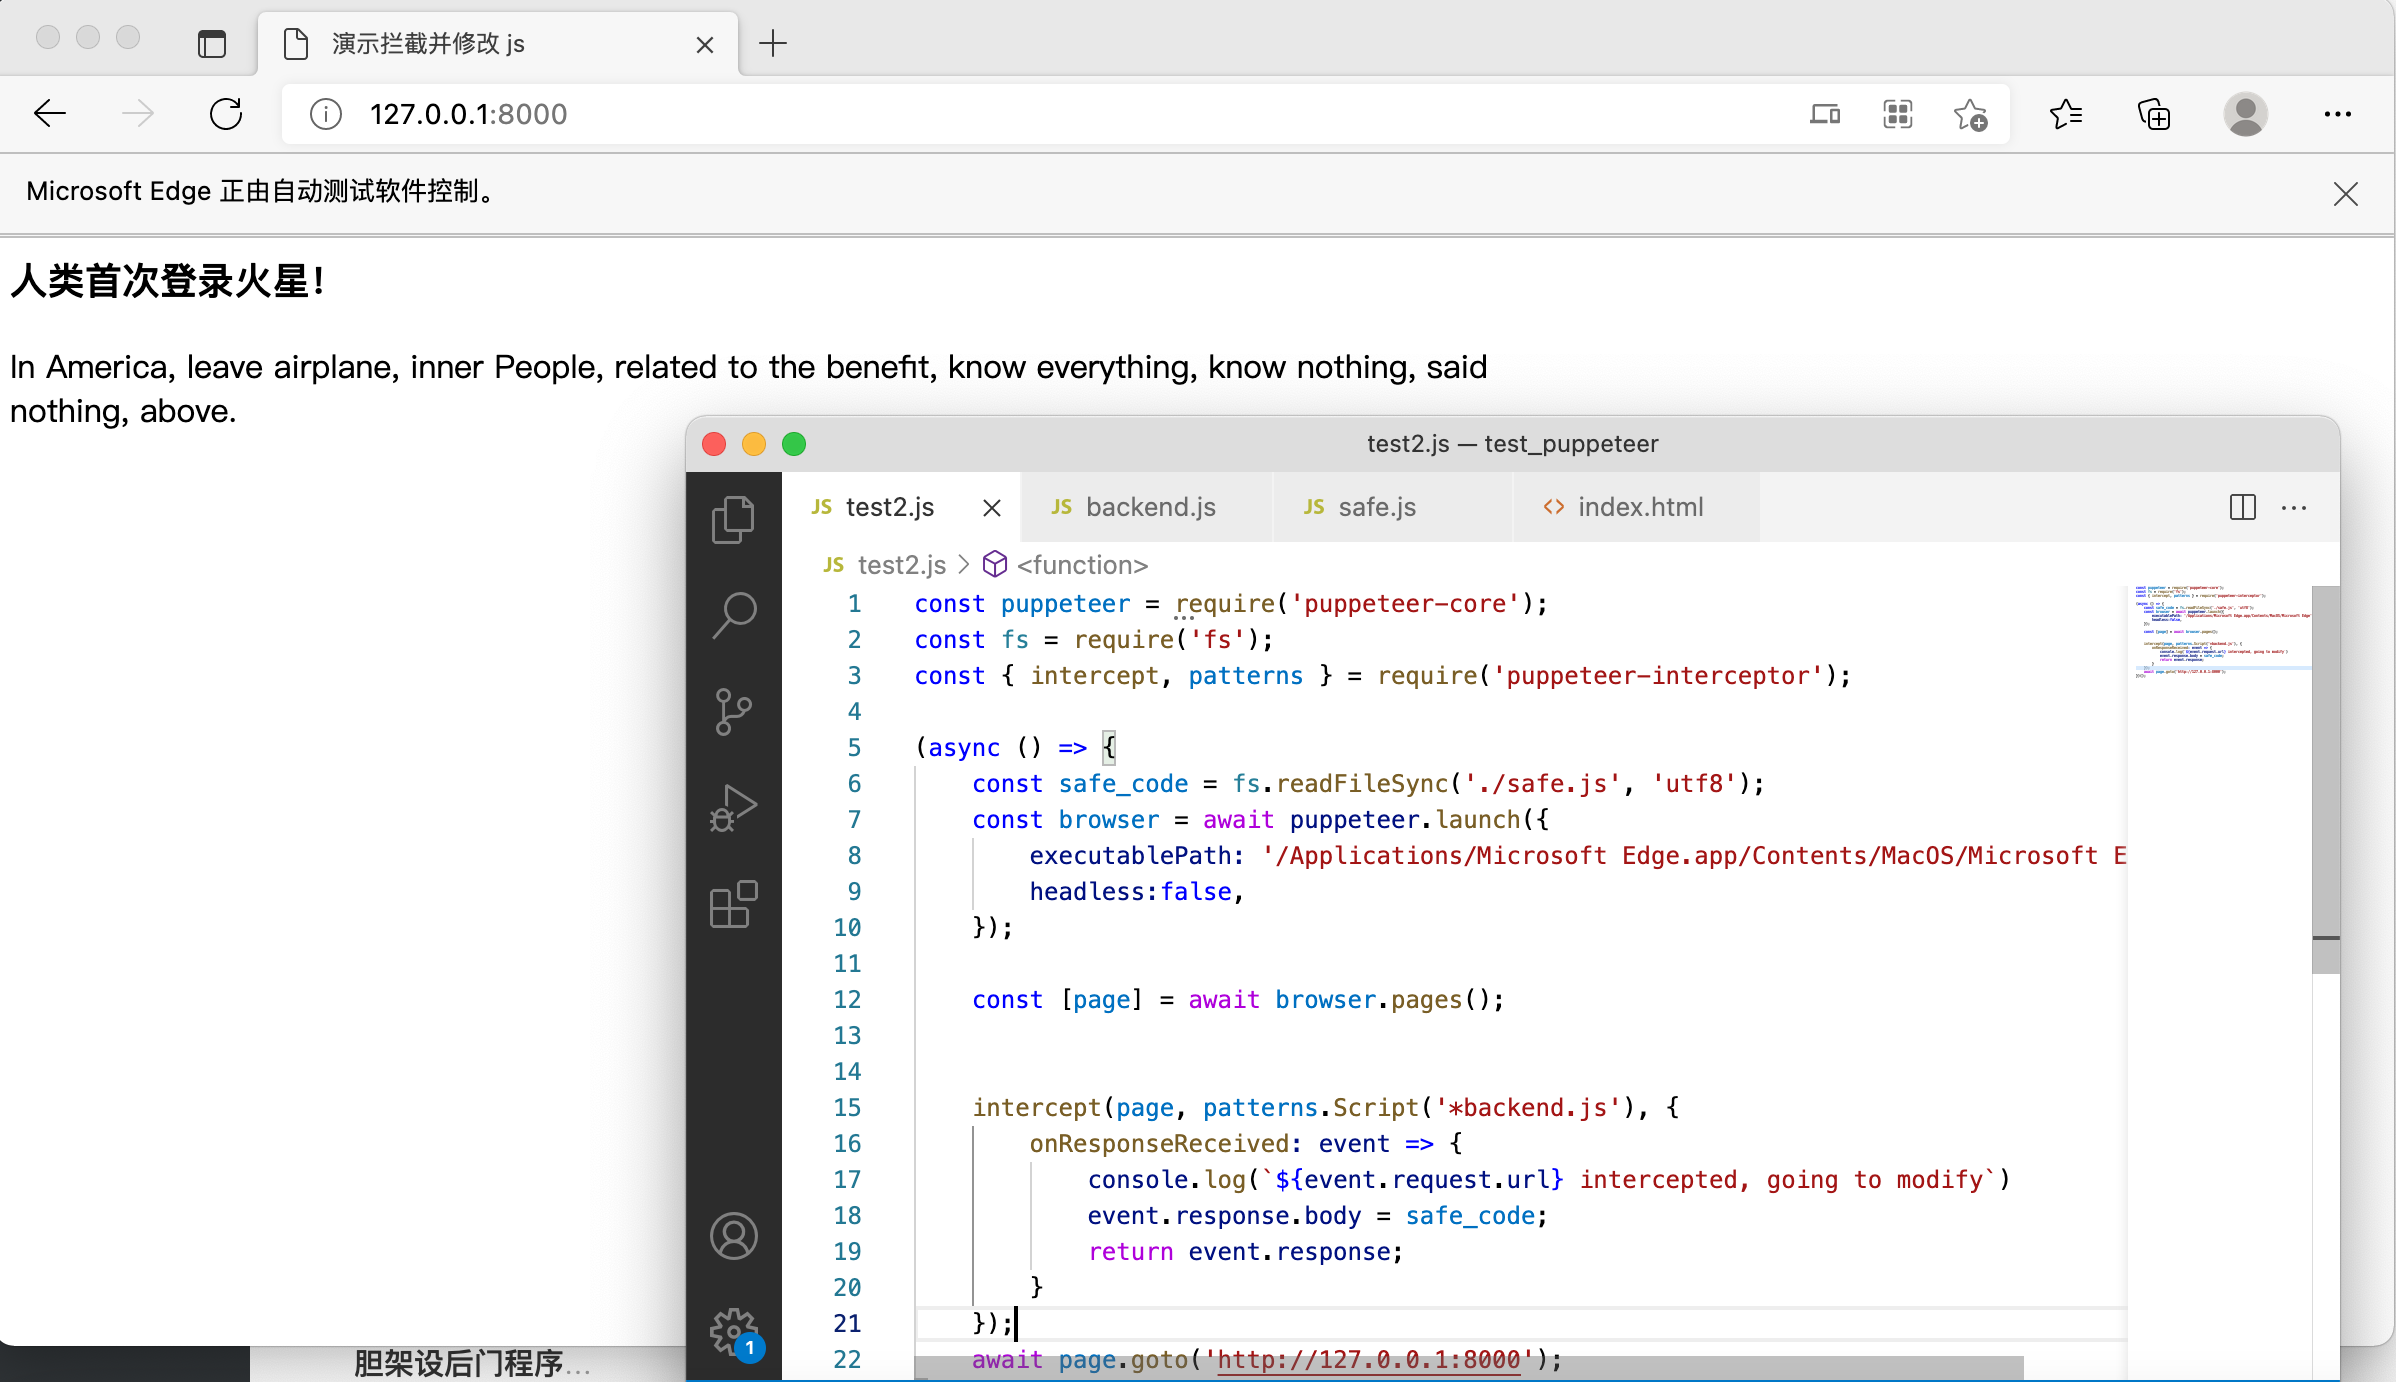 演示拦截并修改 js
127.0.0.1:8000
Microsoft Edge 正由自动测试软件控制。
人类首次登录火星！
In America, leave airplane, inner People, related to the benefit, know everything, know nothing, said
nothing, above.
test2.js — test_puppeteer
JS test2.js
JS backend.js
JS safe.js
<> index.html
JS test2.js > <function>
1 const puppeteer = require('puppeteer-core');
2 const fs = require('fs');
3 const { intercept, patterns } = require('puppeteer-interceptor');
4
5 (async () => {
6     const safe_code = fs.readFileSync('./safe.js', 'utf8');
7     const browser = await puppeteer.launch({
8         executablePath: '/Applications/Microsoft Edge.app/Contents/MacOS/Microsoft E
9         headless:false,
10     });
11
12     const [page] = await browser.pages();
13
14
15     intercept(page, patterns.Script('*backend.js'), {
16         onResponseReceived: event => {
17             console.log(`${event.request.url} intercepted, going to modify`)
18             event.response.body = safe_code;
19             return event.response;
20         }
21     });
22     await page.goto('http://127.0.0.1:8000');
1
胆架设后门程序...